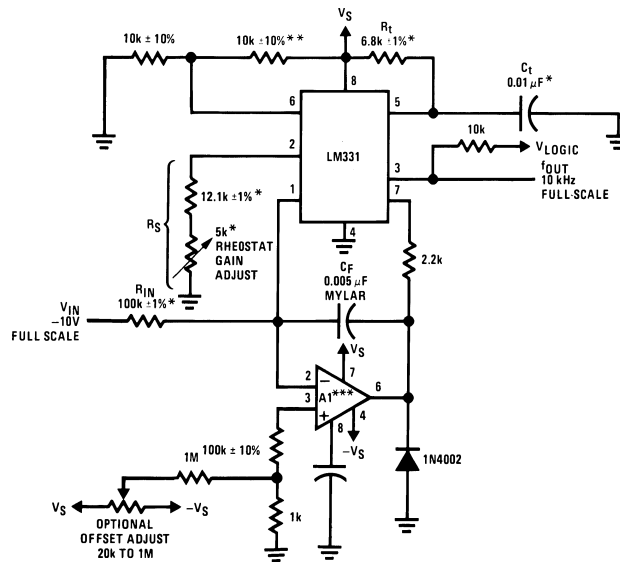 10k ± 10%
10k ±10%**
VS
Rt
6.8k ±1%*
Ct
0.01 μF*
8
6
5
2
LM331
10k
VLOGIC
3
fOUT
10 kHz
FULL-SCALE
1
7
4
RS
12.1k ±1%*
5k*
RHEOSTAT
GAIN
ADJUST
2.2k
CF
0.005 μF
MYLAR
RIN
100k ±1%*
VIN
–10V
FULL SCALE
VS
7
2
–
A1***
6
3
+
4
8
–VS
100k ± 10%
1M
1N4002
VS
–VS
1k
OPTIONAL
OFFSET ADJUST
20k TO 1M